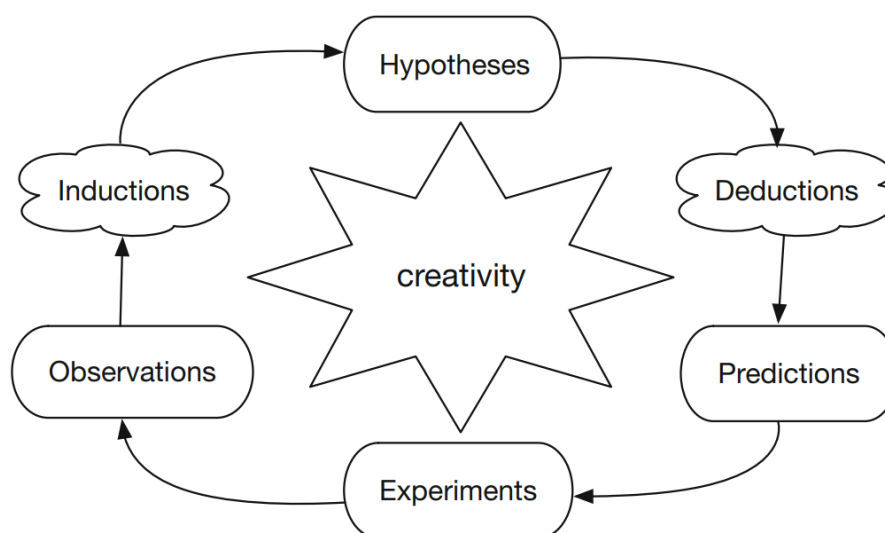 Hypotheses
Inductions
Deductions
creativity
Observations
Predictions
Experiments